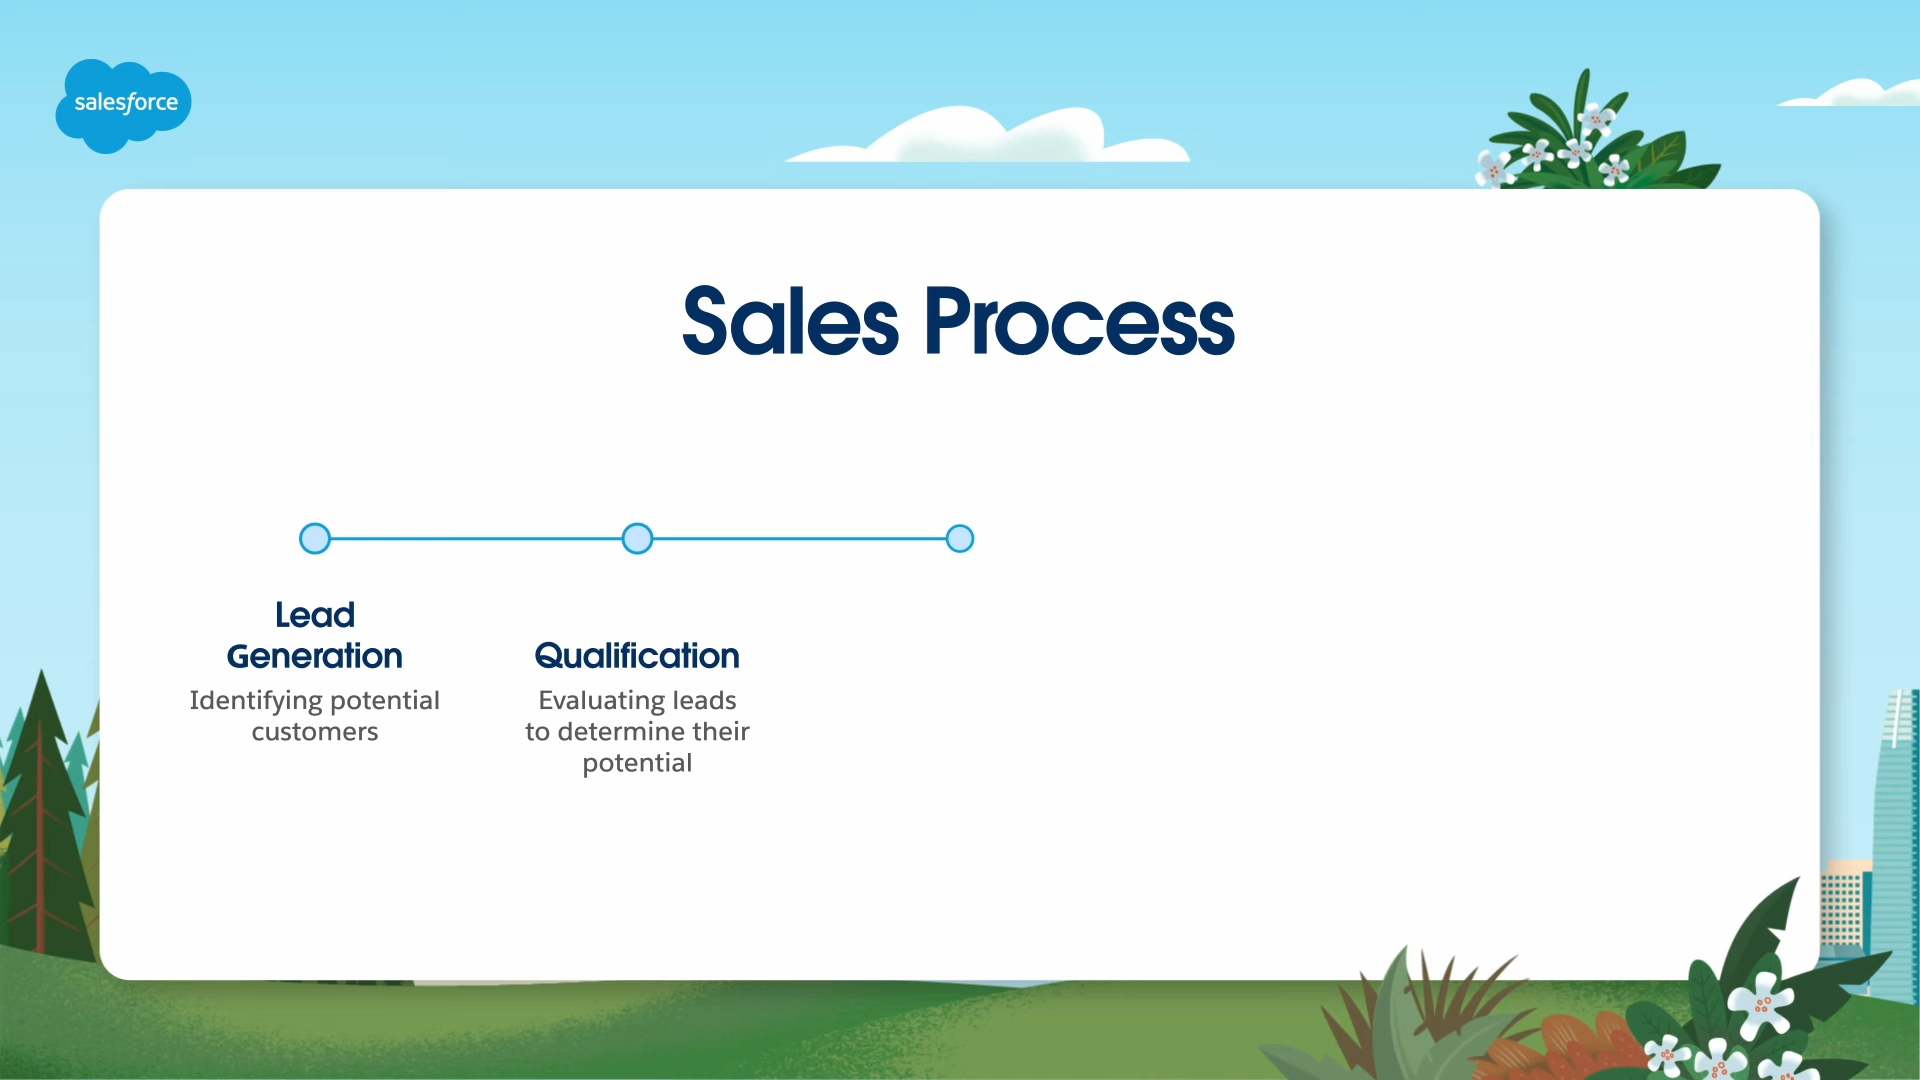 salesforce
Sales Process
Lead
Generation
Identifying potential
customers
Qualification
Evaluating leads
to determine their
potential